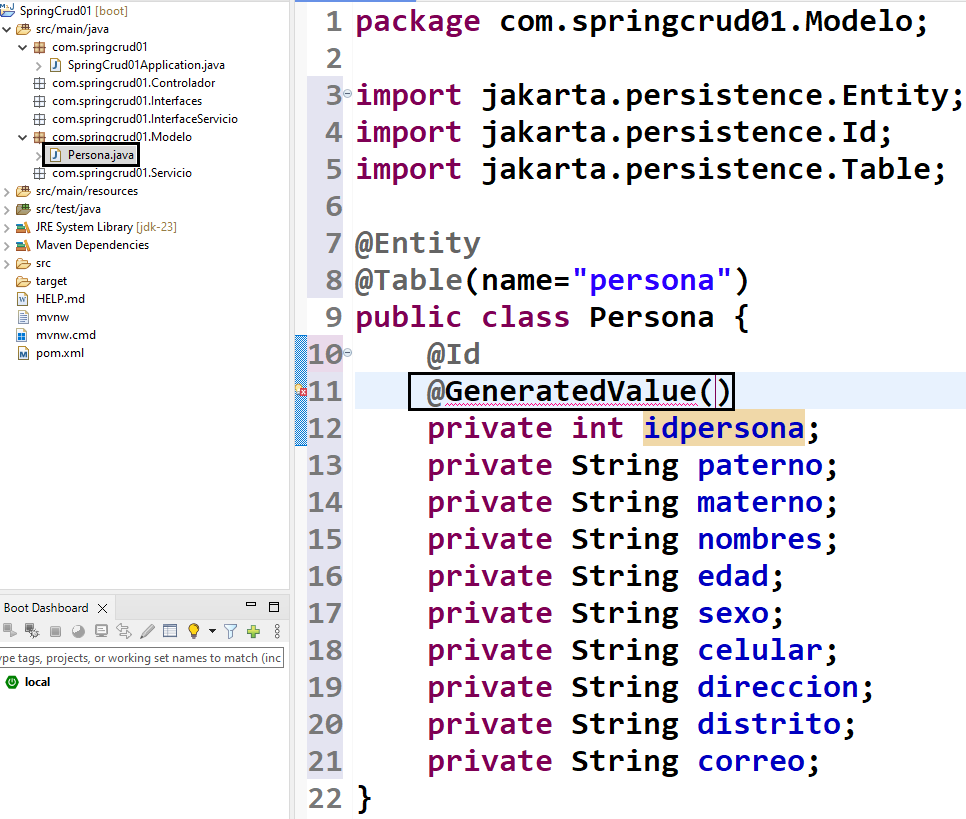 SpringCrud01 [boot]
src/main/java
com.springcrud01
SpringCrud01Application.java
com.springcrud01.Controlador
com.springcrud01.Interfaces
com.springcrud01.InterfaceServicio
com.springcrud01.Modelo
Persona.java
com.springcrud01.Servicio
src/main/resources
src/test/java
JRE System Library [jdk-23]
Maven Dependencies
src
target
HELP.md
mvnw
mvnw.cmd
pom.xml
Boot Dashboard
ype tags, projects, or working set names to match (inc
local
1 package com.springcrud01.Modelo;
2
3 import jakarta.persistence.Entity;
4 import jakarta.persistence.Id;
5 import jakarta.persistence.Table;
6
7 @Entity
8 @Table(name="persona")
9 public class Persona {
10 @Id
11 @GeneratedValue()
12 private int idpersona;
13 private String paterno;
14 private String materno;
15 private String nombres;
16 private String edad;
17 private String sexo;
18 private String celular;
19 private String direccion;
20 private String distrito;
21 private String correo;
22 }